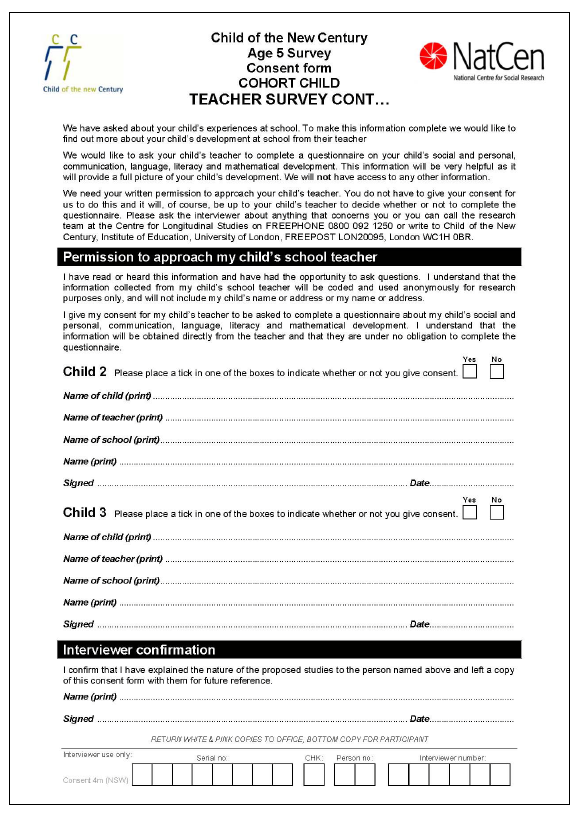 C C
Child of the new Century
Child of the New Century
Age 5 Survey
Consent form
COHORT CHILD
TEACHER SURVEY CONT…
NatCen
National Centre for Social Research
We have asked about your child's experiences at school. To make this information complete we would like to
find out more about your child's development at school from their teacher
We would like to ask your child's teacher to complete a questionnaire on your child's social and personal,
communication, language, literacy and mathematical development. This information will be very helpful as it
will provide a full picture of your child's development. We will not have access to any other information.
We need your written permission to approach your child's teacher. You do not have to give your consent for
us to do this and it will, of course, be up to your child's teacher to decide whether or not to complete the
questionnaire. Please ask the interviewer about anything that concerns you or you can call the research
team at the Centre for Longitudinal Studies on FREEPHONE 0800 092 1250 or write to Child of the New
Century, Institute of Education, University of London, FREEPOST LON20095, London WC1H 0BR.
Permission to approach my child's school teacher
I have read or heard this information and have had the opportunity to ask questions. I understand that the
information collected from my child's school teacher will be coded and used anonymously for research
purposes only, and will not include my child's name or address or my name or address.
I give my consent for my child's teacher to be asked to complete a questionnaire about my child's social and
personal, communication, language, literacy and mathematical development. I understand that the
information will be obtained directly from the teacher and that they are under no obligation to complete the
questionnaire.
Yes No
Child 2 Please place a tick in one of the boxes to indicate whether or not you give consent.
Name of child (print)
Name of teacher (print)
Name of school (print)
Name (print)
Signed Date
Yes No
Child 3 Please place a tick in one of the boxes to indicate whether or not you give consent.
Name of child (print)
Name of teacher (print)
Name of school (print)
Name (print)
Signed Date
Interviewer confirmation
I confirm that I have explained the nature of the proposed studies to the person named above and left a copy
of this consent form with them for future reference.
Name (print)
Signed Date
RETURN WHITE & PINK COPIES TO OFFICE, BOTTOM COPY FOR PARTICIPANT
Interviewer use only: Serial no: CHK: Person no: Interviewer number:
Consent 4m (NSW)